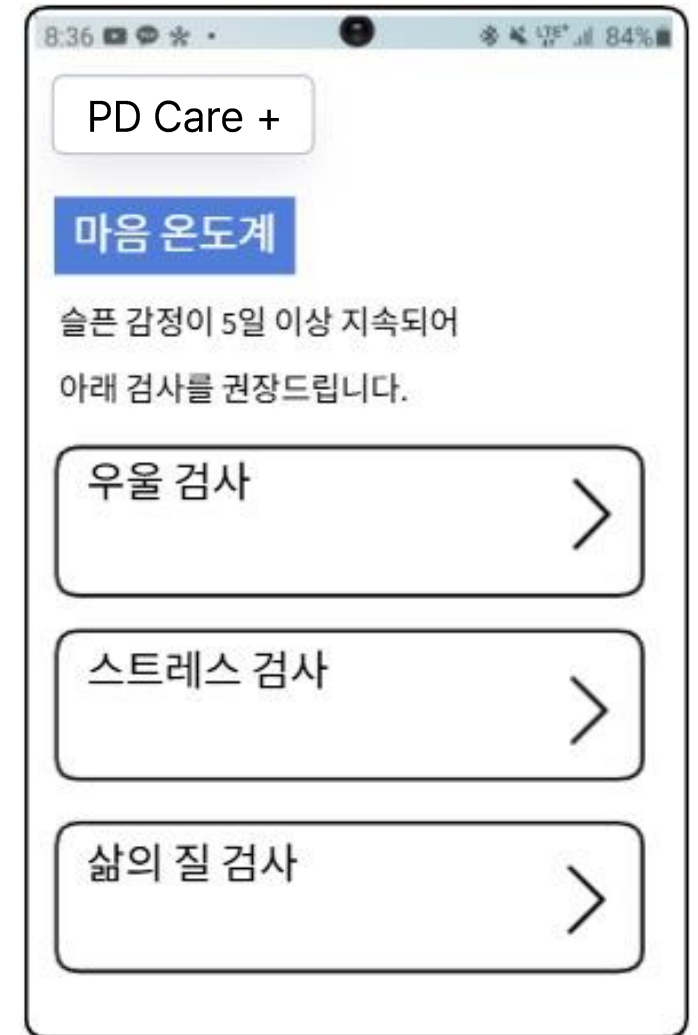 8:36
LTE+
84%
PD Care +
마음 온도계
슬픈 감정이 5일 이상 지속되어
아래 검사를 권장드립니다.
우울 검사
스트레스 검사
삶의 질 검사